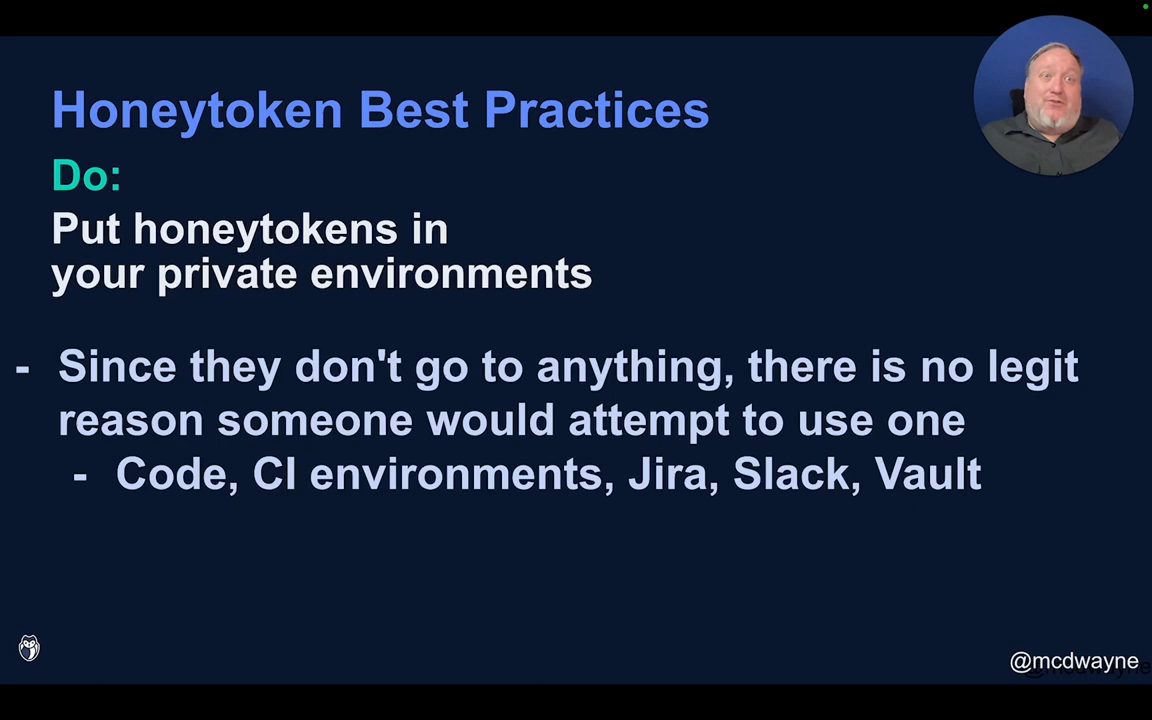 Honeytoken Best Practices
Do:
Put honeytokens in
your private environments
- Since they don't go to anything, there is no legit
reason someone would attempt to use one
- Code, CI environments, Jira, Slack, Vault
@mcdwayne